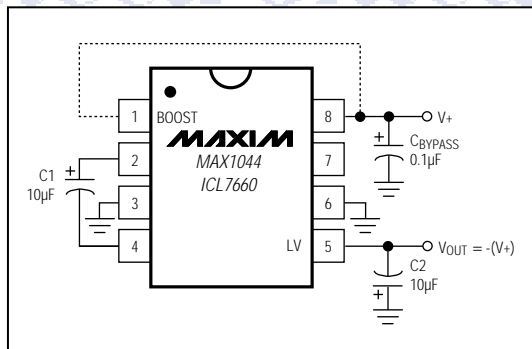 1
BOOST
8
V+
MAXIM
MAX1044
ICL7660
+
CBYPASS
0.1µF
2
7
C1
10µF
+
3
6
4
LV
5
VOUT = -(V+)
C2
10µF
+